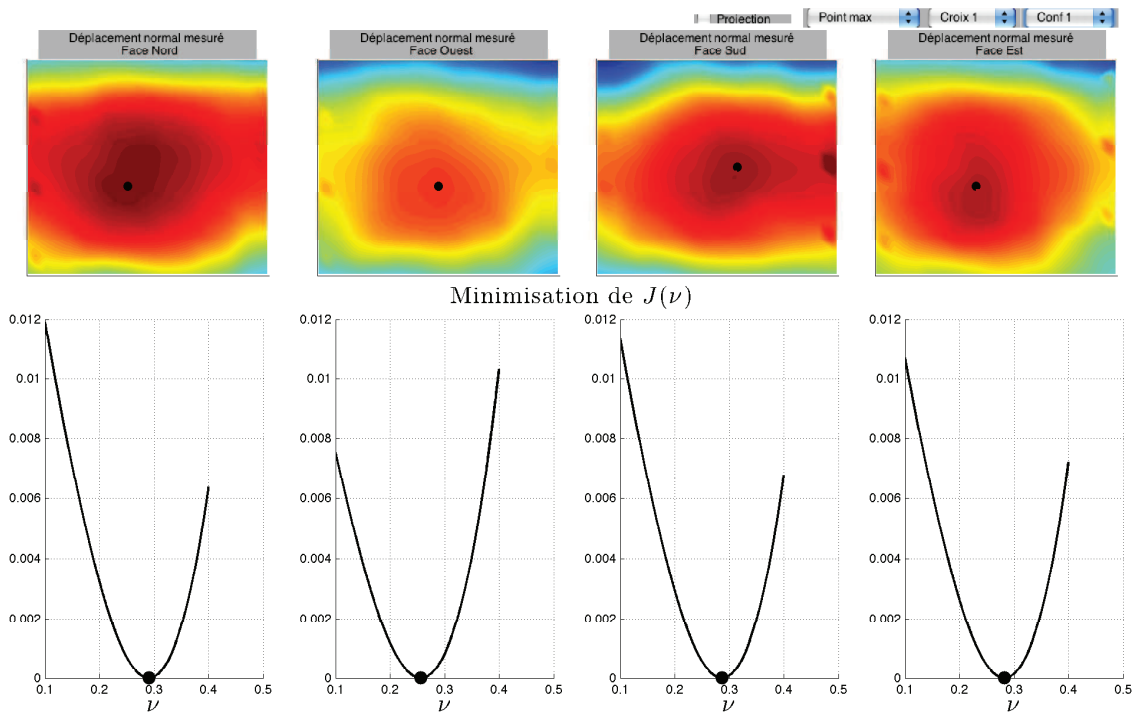 Projection Point max Croix 1 Conf 1
Déplacement normal mesuré Déplacement normal mesuré Déplacement normal mesuré Déplacement normal mesuré
Face Nord Face Ouest Face Sud Face Est
Minimisation de J(ν)
0.012 0.012 0.012 0.012
0.01 0.01 0.01 0.01
0.008 0.008 0.008 0.008
0.006 0.006 0.006 0.006
0.004 0.004 0.004 0.004
0.002 0.002 0.002 0.002
0 0 0 0
0.1 0.2 0.3 0.4 0.5 0.1 0.2 0.3 0.4 0.5 0.1 0.2 0.3 0.4 0.5 0.1 0.2 0.3 0.4 0.5
ν ν ν ν